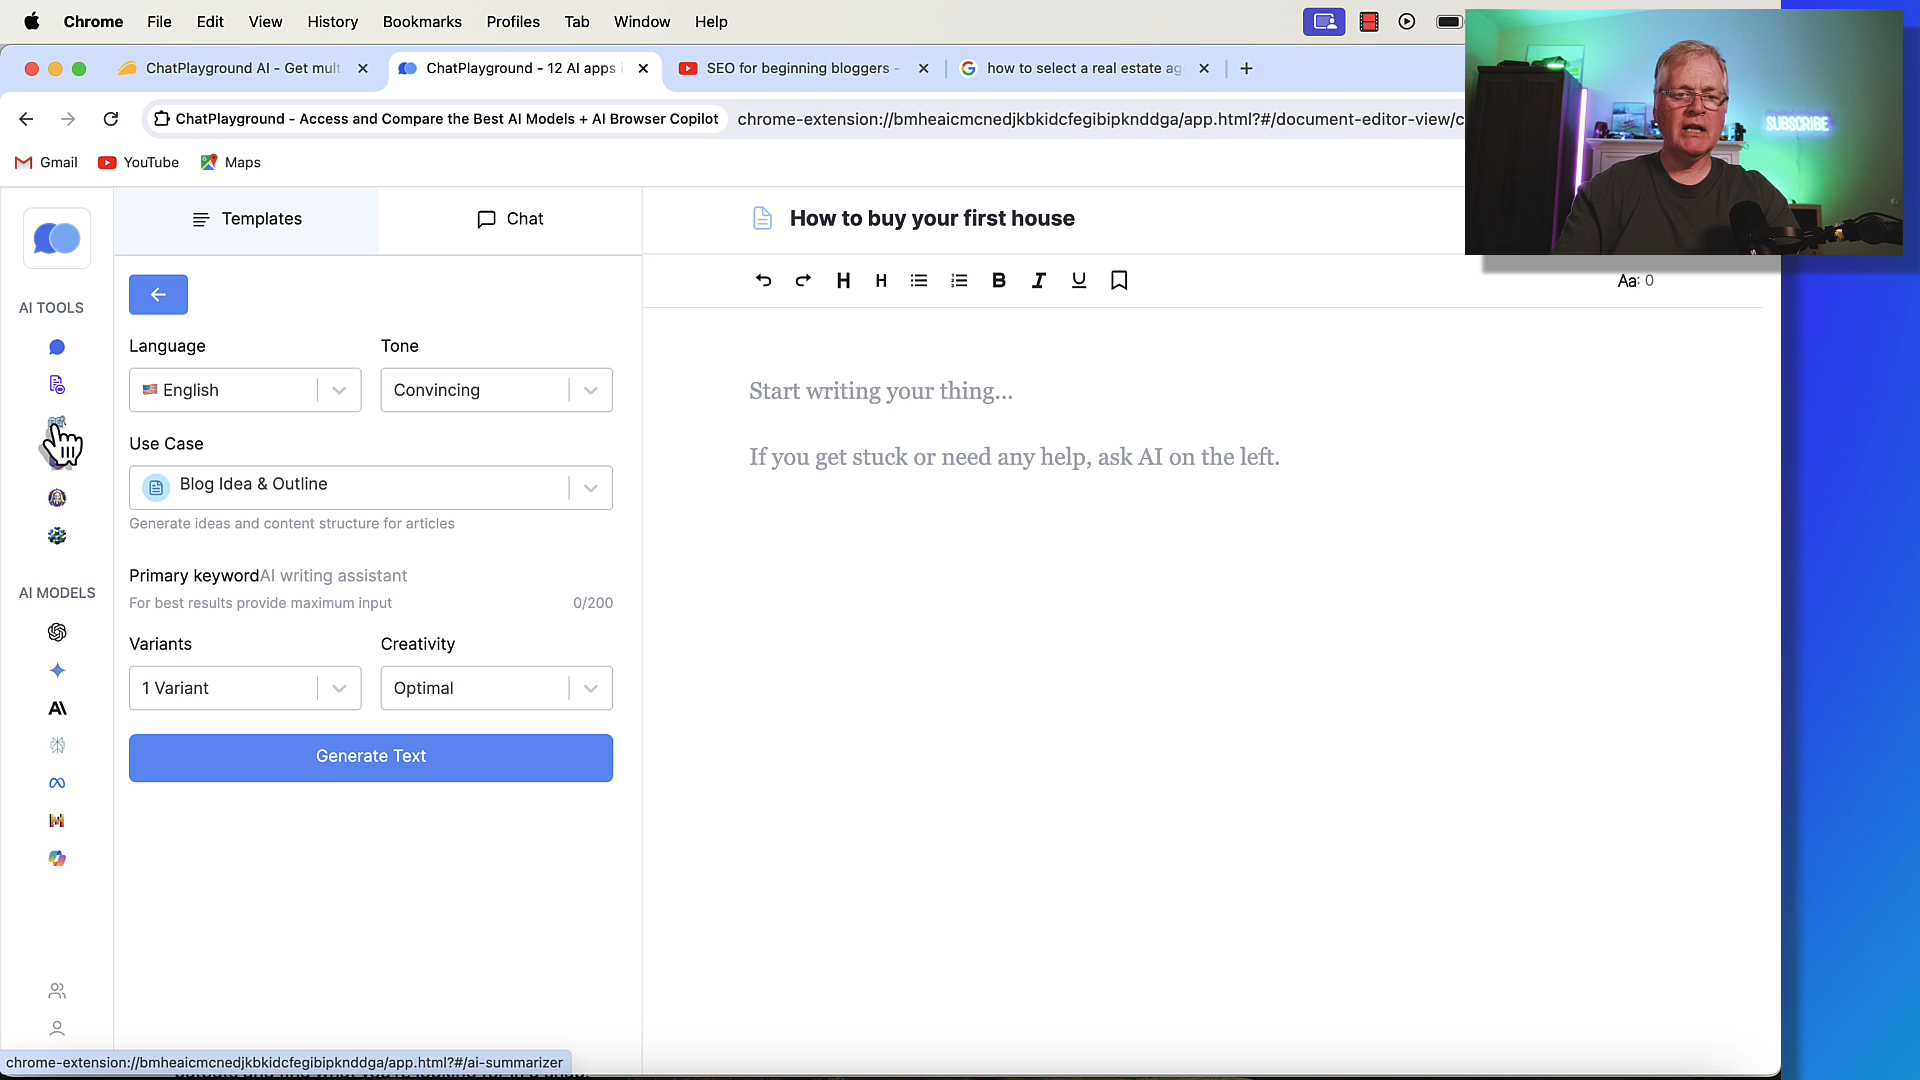 Chrome File Edit View History Bookmarks Profiles Tab Window Help
ChatPlayground AI - Get mult
ChatPlayground - 12 AI apps i
SEO for beginning bloggers -
how to select a real estate ag
ChatPlayground - Access and Compare the Best AI Models + AI Browser Copilot
chrome-extension://bmheaicmcnedjkbkidcfegibipknddga/app.html?#/document-editor-view/c
Gmail YouTube Maps
SUBSCRIBE
Templates
Chat
How to buy your first house
H H B I U
Aa: 0
AI TOOLS
Language
Tone
English
Convincing
Use Case
Blog Idea & Outline
Generate ideas and content structure for articles
Primary keyword AI writing assistant
For best results provide maximum input
0/200
Variants
Creativity
1 Variant
Optimal
Generate Text
AI MODELS
Start writing your thing...
If you get stuck or need any help, ask AI on the left.
chrome-extension://bmheaicmcnedjkbkidcfegibipknddga/app.html?#/ai-summarizer